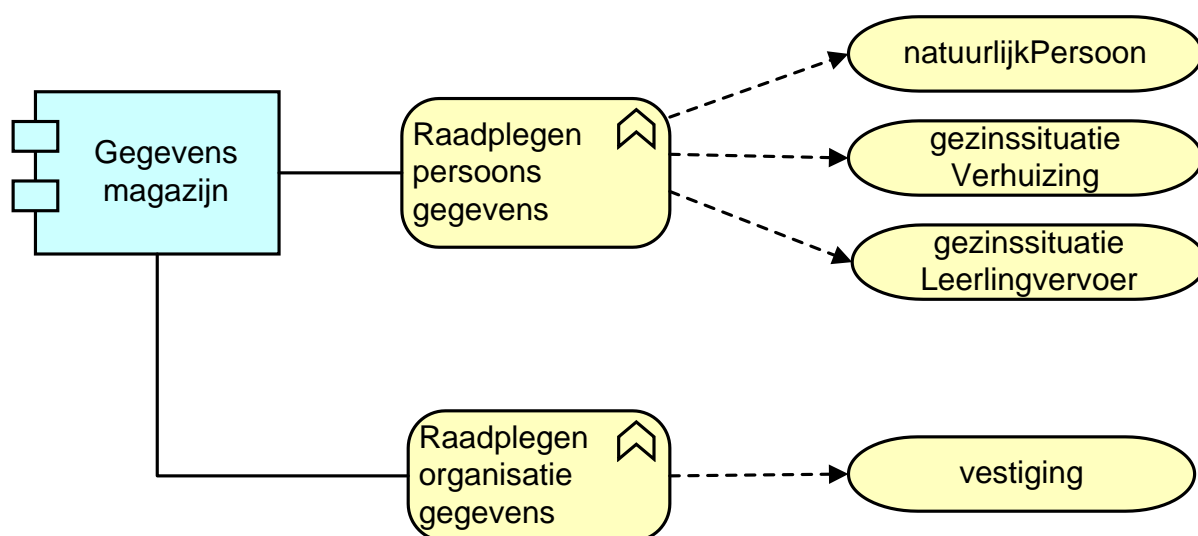 natuurlijkPersoon
Gegevens
magazijn
Raadplegen
persoons
gegevens
gezinssituatie
Verhuizing
gezinssituatie
Leerlingvervoer
Raadplegen
organisatie
gegevens
vestiging